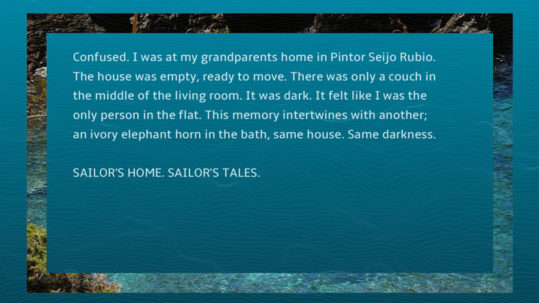 Confused. I was at my grandparents home in Pintor Seijo Rubio.
The house was empty, ready to move. There was only a couch in
the middle of the living room. It was dark. It felt like I was the
only person in the flat. This memory intertwines with another;
an ivory elephant horn in the bath, same house. Same darkness.
SAILOR'S HOME. SAILOR'S TALES.